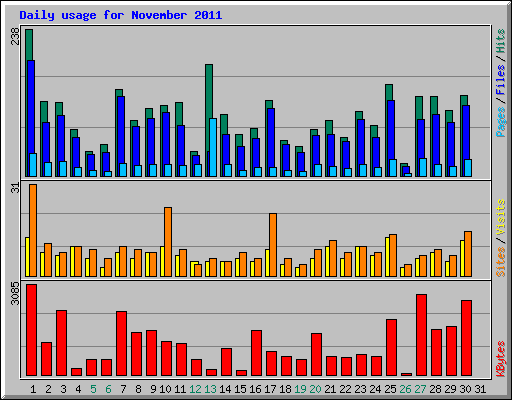 Daily usage for November 2011
238
Pages / Files / Hits
31
Sites / Visits
3085
KBytes
1 2 3 4 5 6 7 8 9 10 11 12 13 14 15 16 17 18 19 20 21 22 23 24 25 26 27 28 29 30 31